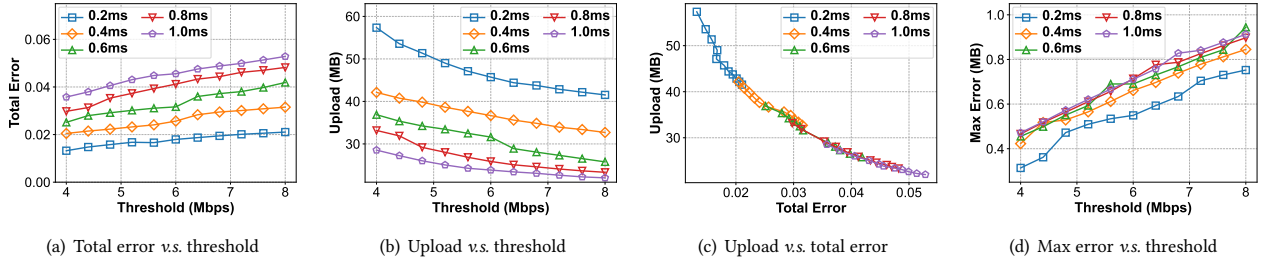 0.2ms 0.8ms
0.4ms 1.0ms
0.6ms
0.06
0.04
0.02
0.00
Total Error
4 5 6 7 8
Threshold (Mbps)
(a) Total error v.s. threshold
0.2ms 0.8ms
0.4ms 1.0ms
0.6ms
60
50
40
30
Upload (MB)
4 5 6 7 8
Threshold (Mbps)
(b) Upload v.s. threshold
0.2ms 0.8ms
0.4ms 1.0ms
0.6ms
50
40
30
Upload (MB)
0.02 0.03 0.04 0.05
Total Error
(c) Upload v.s. total error
0.2ms 0.8ms
0.4ms 1.0ms
0.6ms
1.0
0.8
0.6
0.4
Max Error (MB)
4 5 6 7 8
Threshold (Mbps)
(d) Max error v.s. threshold